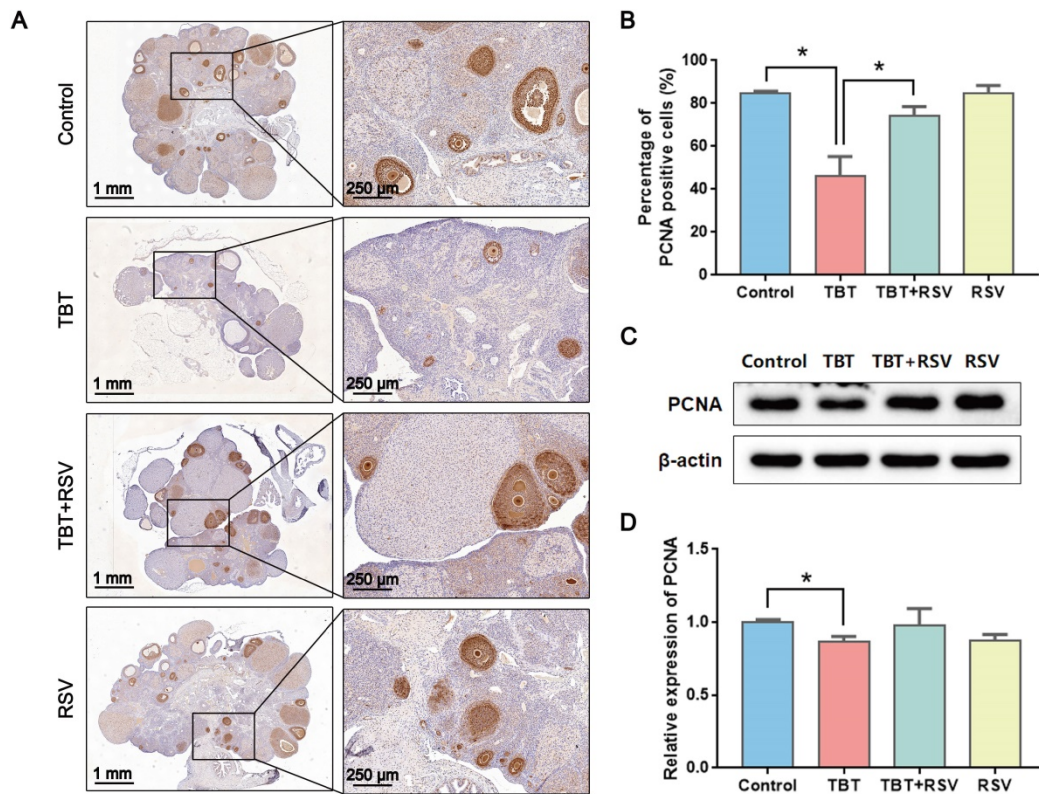 A
Control
1 mm
250 μm
TBT
1 mm
250 μm
TBT+RSV
1 mm
250 μm
RSV
1 mm
250 μm
B
Percentage of
PCNA positive cells (%)
100
80
60
40
80
0
*
*
Control TBT TBT+RSV RSV
C
Control TBT TBT+RSV RSV
PCNA
β-actin
D
Relative expression of PCNA
1.5
1.0
0.5
0.0
*
Control TBT TBT+RSV RSV